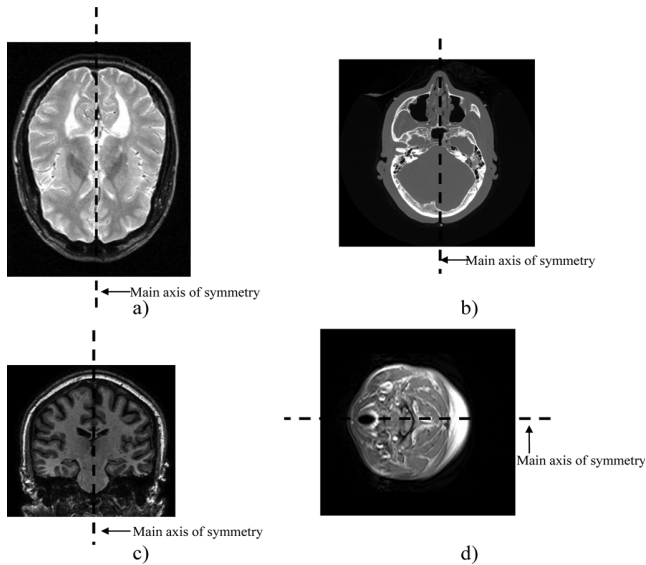 Main axis of symmetry
a)
Main axis of symmetry
b)
Main axis of symmetry
c)
Main axis of symmetry
d)